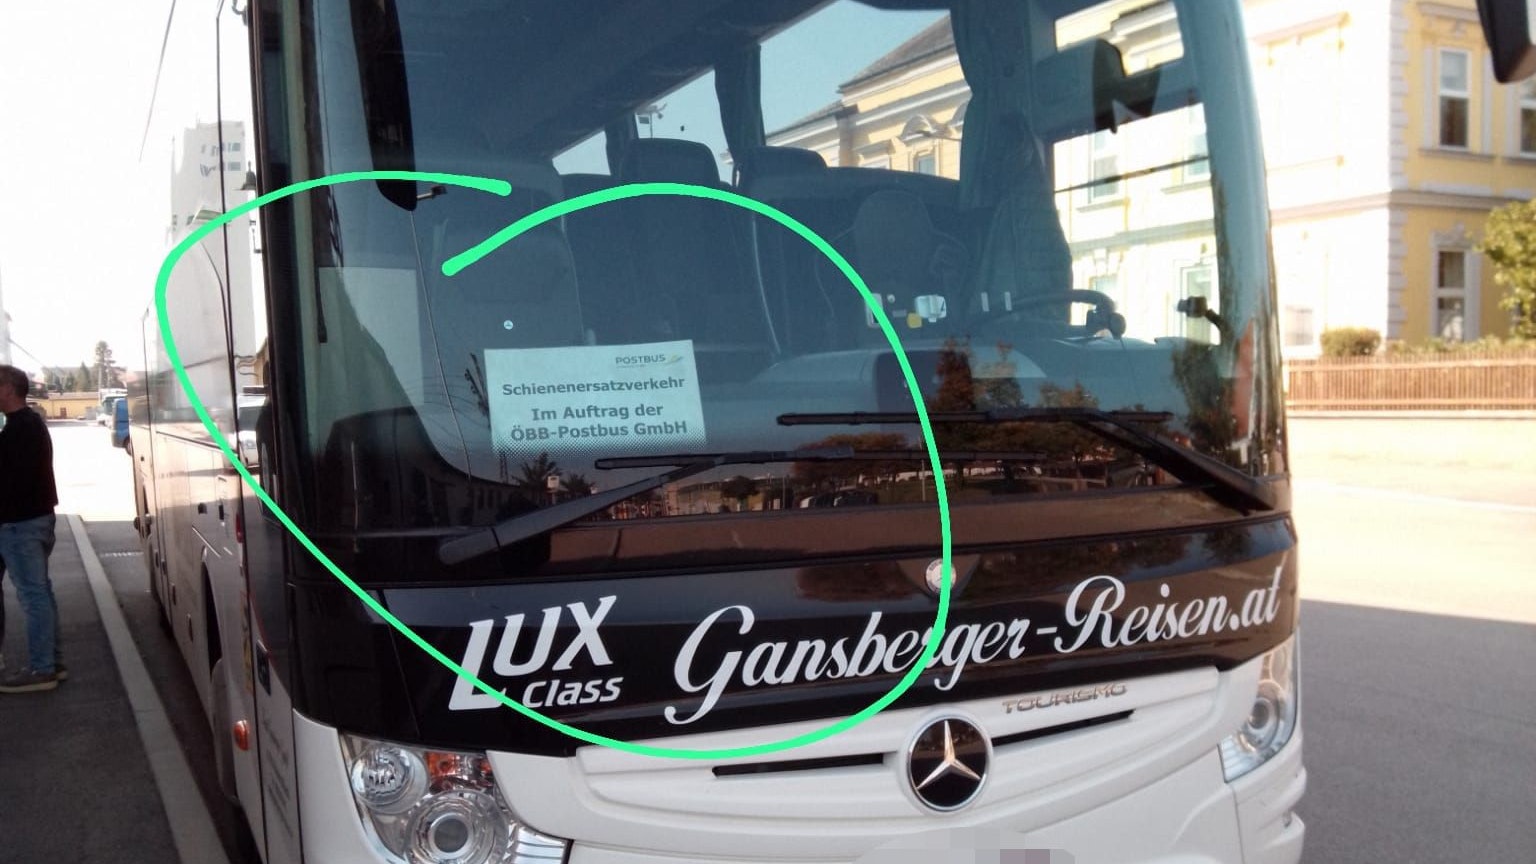 POSTBUS
Schienenersatzverkehr
Im Auftrag der
ÖBB-Postbus GmbH
LUX
Class
Gansberger-Reisen.at
TOURISMO